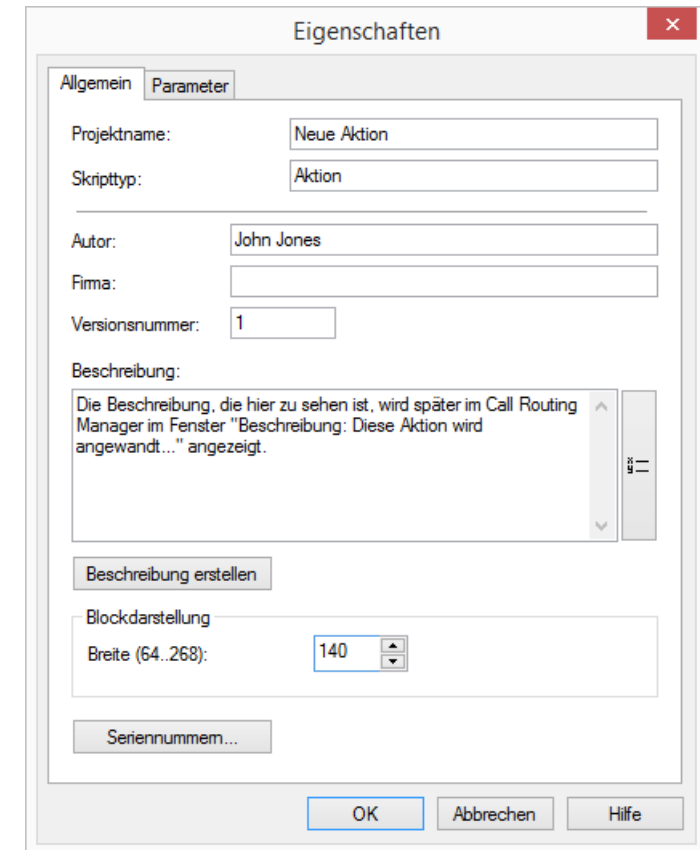 Eigenschaften
Allgemein Parameter
Projektname: Neue Aktion
Skripttyp: Aktion
Autor: John Jones
Firma:
Versionsnummer: 1
Beschreibung:
Die Beschreibung, die hier zu sehen ist, wird später im Call Routing
Manager im Fenster "Beschreibung: Diese Aktion wird
angewandt..." angezeigt.
Beschreibung erstellen
Blockdarstellung
Breite (64..268): 140
Seriennummern...
OK Abbrechen Hilfe